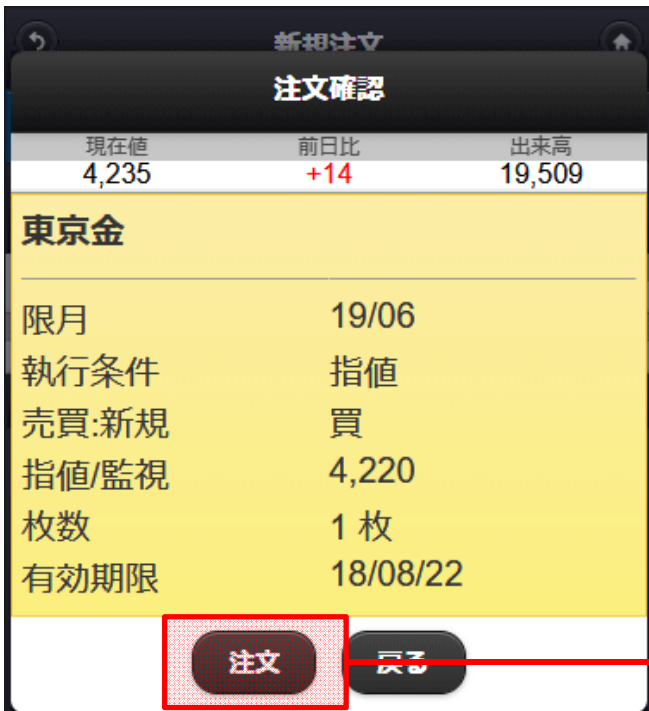 新規注文
注文確認
現在値 前日比 出来高
4,235 +14 19,509
東京金
限月 19/06
執行条件 指値
売買:新規 買
指値/監視 4,220
枚数 1 枚
有効期限 18/08/22
注文 戻る